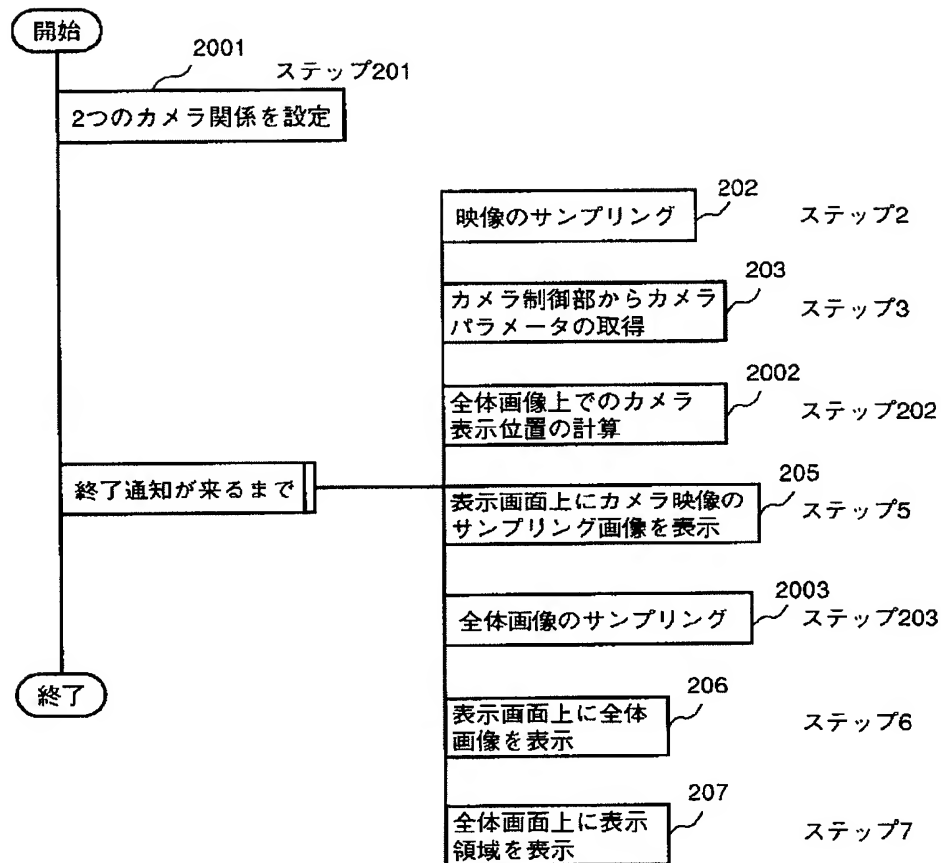 開始
2001
ステップ201
2つのカメラ関係を設定
202
映像のサンプリング
ステップ2
203
カメラ制御部からカメラ
パラメータの取得
ステップ3
2002
全体画像上でのカメラ
表示位置の計算
ステップ202
終了通知が来るまで
205
表示画面上にカメラ映像の
サンプリング画像を表示
ステップ5
2003
全体画像のサンプリング
ステップ203
終了
206
表示画面上に全体
画像を表示
ステップ6
207
全体画面上に表示
領域を表示
ステップ7